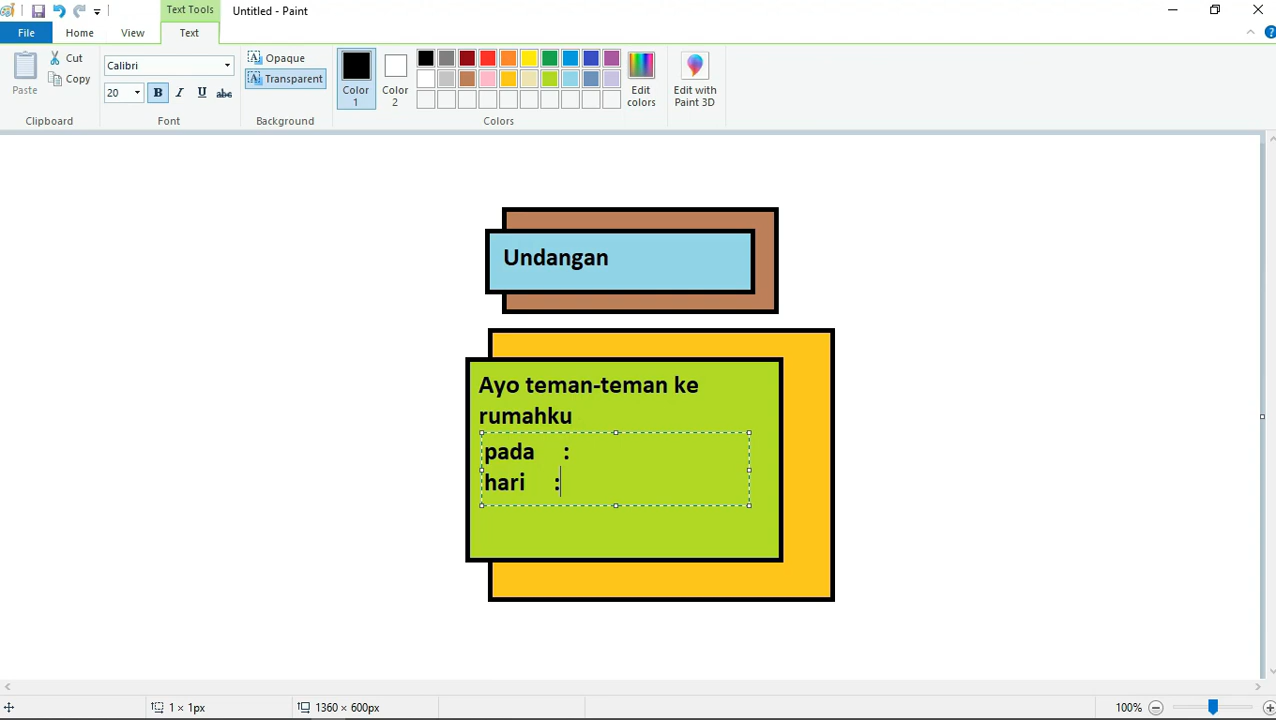 Text Tools
Untitled - Paint
File
Home
View
Text
Paste
Cut
Copy
Clipboard
Calibri
20
B I U abc
Font
Opaque
Transparent
Background
Color 1
Color 2
Edit colors
Colors
Edit with Paint 3D
Undangan
Ayo teman-teman ke
rumahku
pada :
hari :
1 × 1px
1360 × 600px
100%